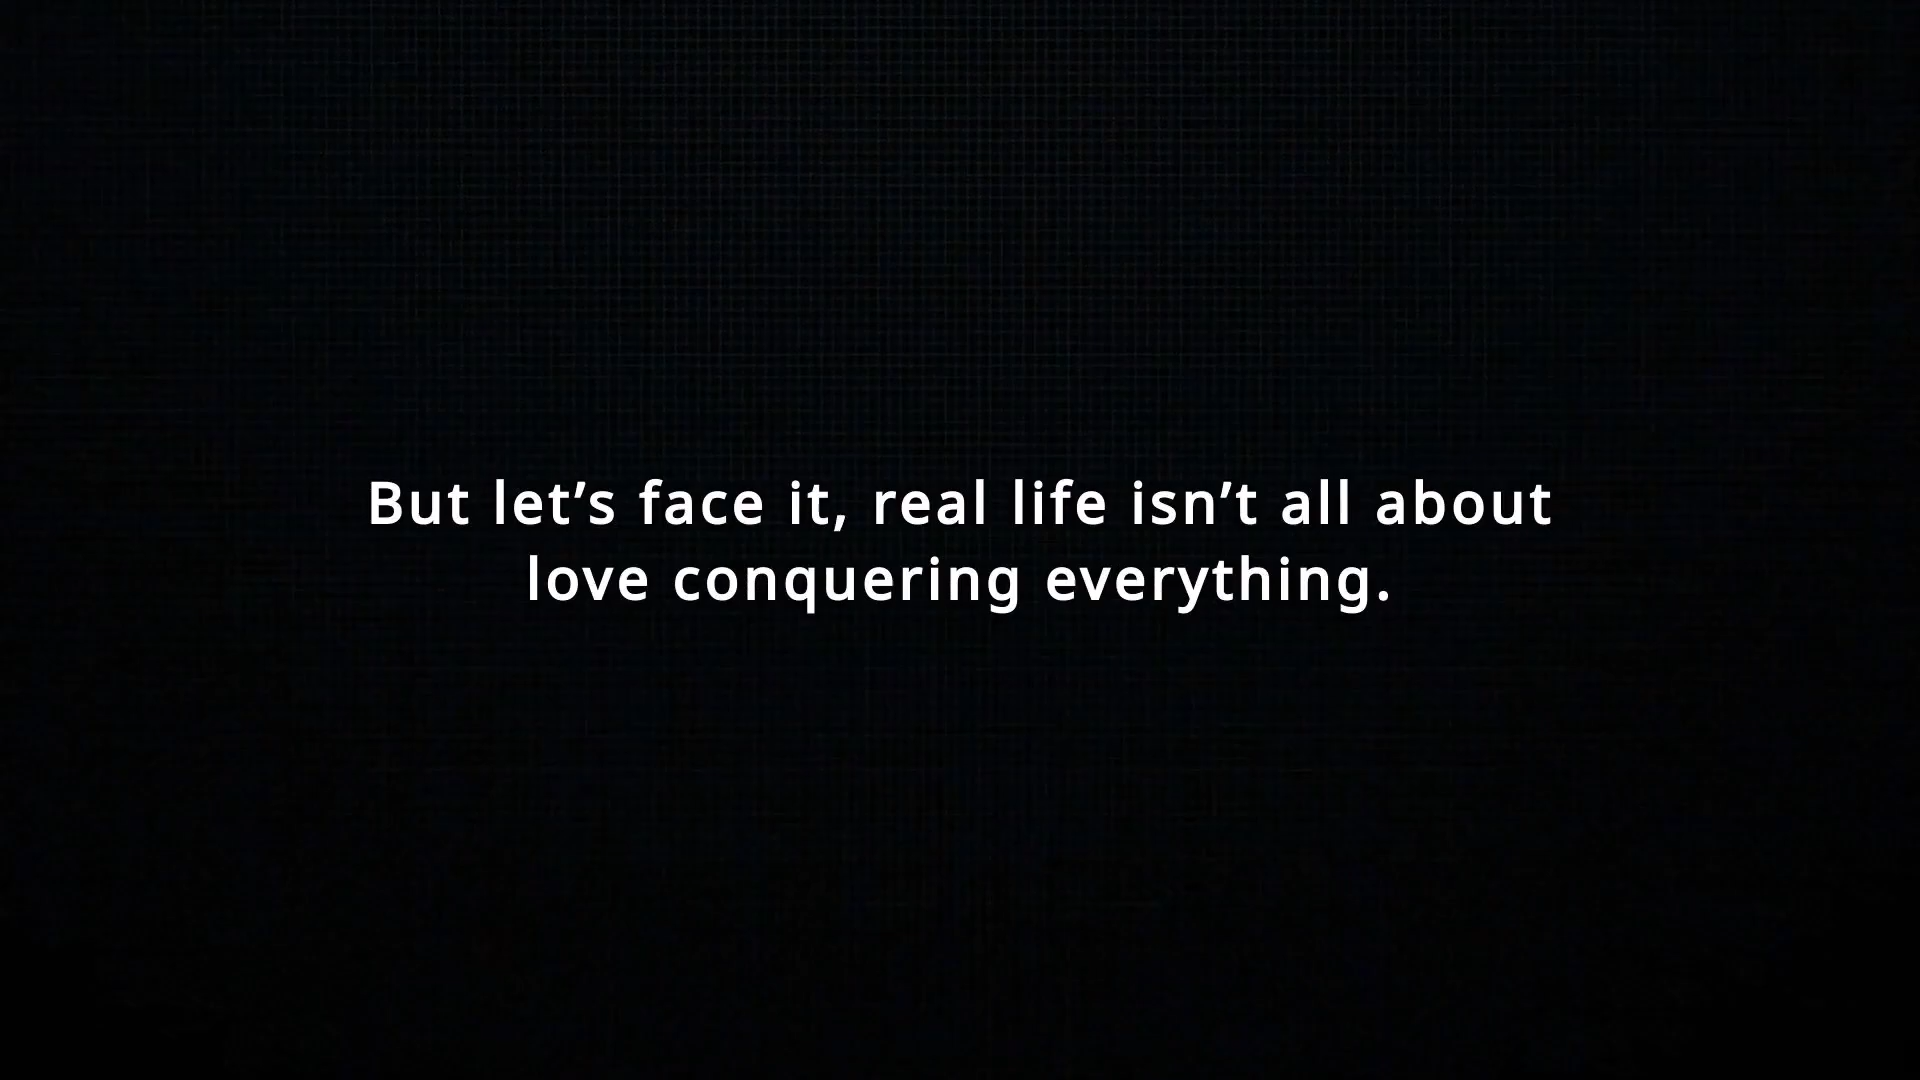 But let’s face it, real life isn’t all about
love conquering everything.